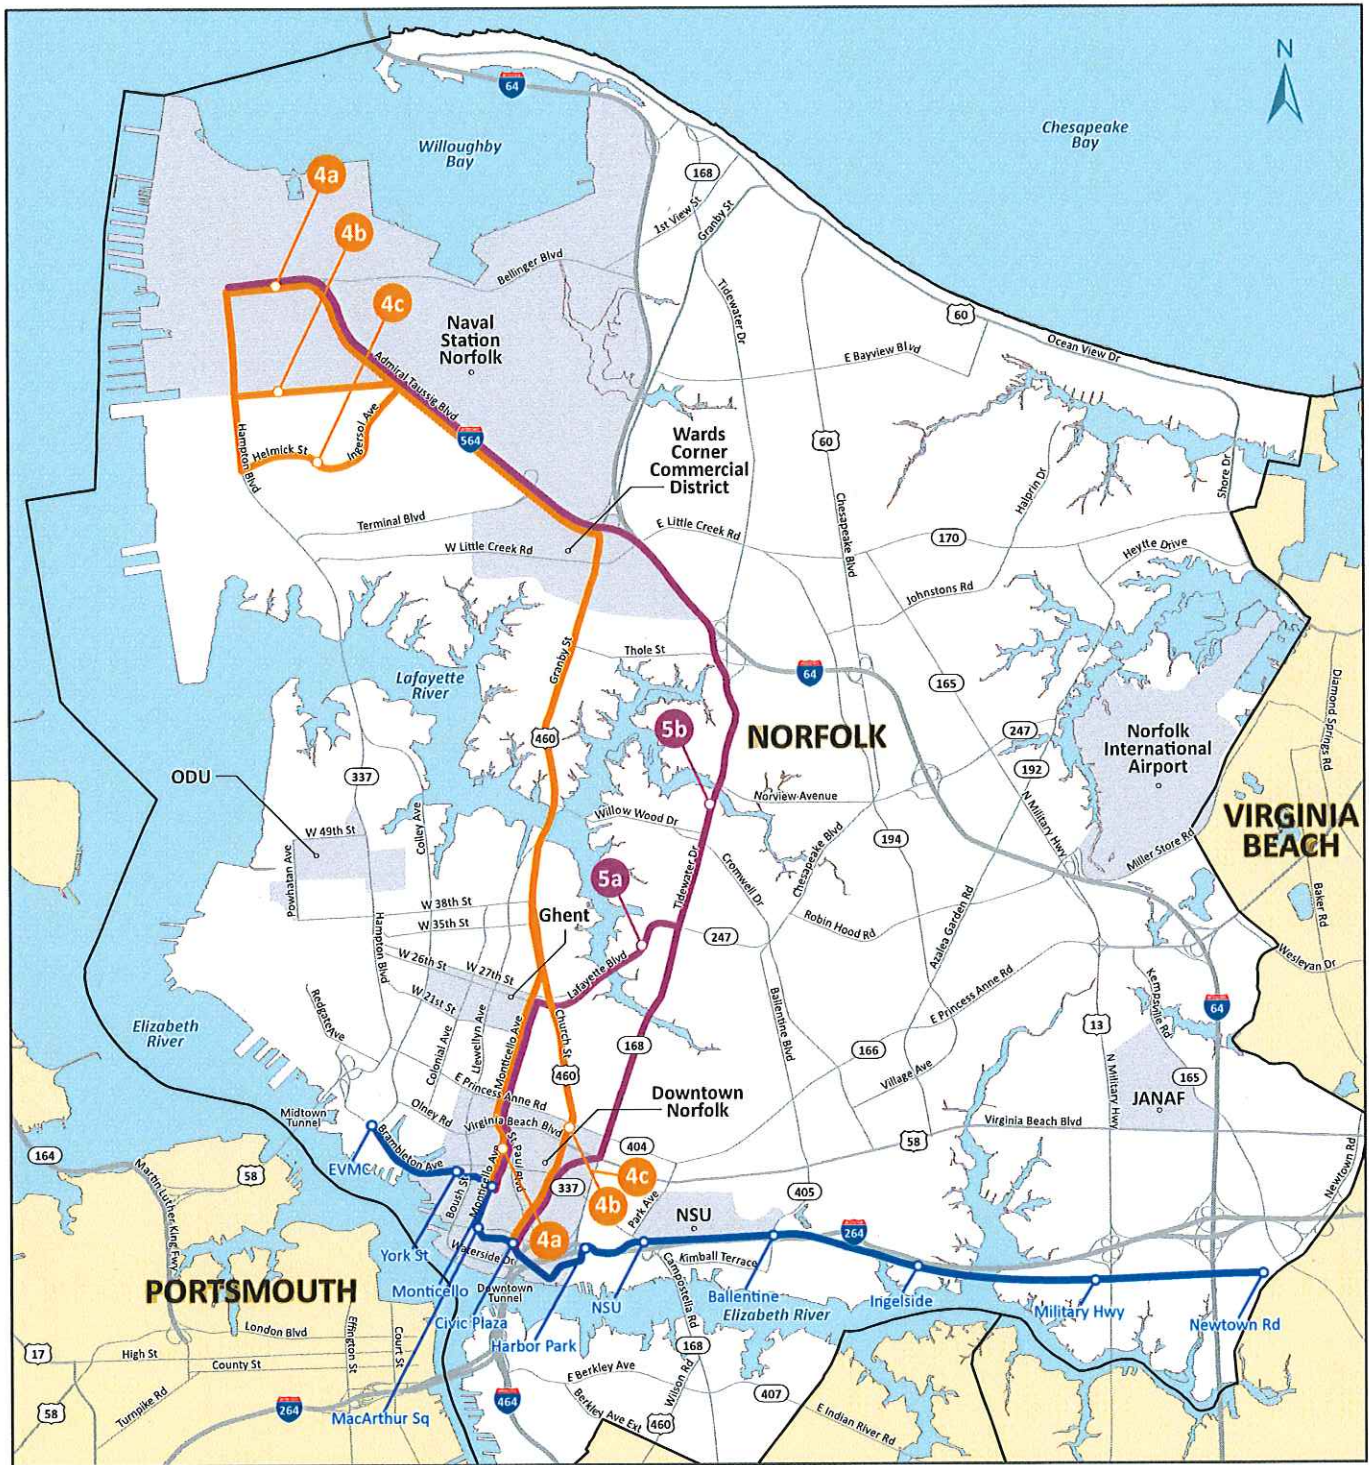 N
64
Willoughby
Bay
Chesapeake
Bay
4a
168
1st View St
Granby St
4b
Bellinger Blvd
4c
Tidewater Dr
Naval
Station
Norfolk
60
Ocean View Dr
E Bayview Blvd
Admiral Taussig Blvd
Hampton Blvd
Helmick St
Ingersol Ave
564
Wards
Corner
Commercial
District
60
Shore Dr
Halprin Dr
Chesapeake Blvd
Terminal Blvd
E Little Creek Rd
W Little Creek Rd
170
Heytte Drive
Johnstons Rd
Granby St
Thole St
64
Lafayette
River
165
Diamond Springs Rd
5b
NORFOLK
460
247
Norfolk
International
Airport
192
ODU
337
Norview Avenue
N Military Hwy
Willow Wood Dr
VIRGINIA
BEACH
W 49th St
Colley Ave
Chesapeake Blvd
194
Miller Store Rd
Powhatan Ave
5a
Tidewater Dr
Cromwell Dr
Baker Rd
W 38th St
Ghent
W 35th St
Robin Hood Rd
Azalea Garden Rd
247
Hampton Blvd
W 26th St
W 27th St
Lafayette Blvd
Wesleyan Dr
W 21st St
E Princess Anne Rd
Kempsville Rd
Redgate Ave
Elizabeth
River
Colonial Ave
Llewellyn Ave
Monticello Ave
Church St
Ballentine Blvd
64
13
168
166
460
Village Ave
N Military Hwy
165
E Princess Anne Rd
Downtown
Norfolk
JANAF
Midtown
Tunnel
Olney Rd
Virginia Beach Blvd
Virginia Beach Blvd
58
404
164
Brambleton Ave
EVMC
St. Paul Blvd
Monticello Ave
58
Martin Luther King Fwy
Boush St
337
4c
4b
405
Newtown Rd
Park Ave
NSU
4a
264
York St
Waterside Dr
Kimball Terrace
PORTSMOUTH
Monticello
Downtown
Tunnel
Campostella Rd
NSU
Ballentine
Elizabeth River
Ingelside
Military Hwy
Newtown Rd
Civic Plaza
Harbor Park
London Blvd
Effington St
Court St
17
High St
County St
168
E Berkley Ave
Wilson Rd
407
Turnpike Rd
58
264
MacArthur Sq
464
Berkley Ave Ext
460
E Indian River Rd